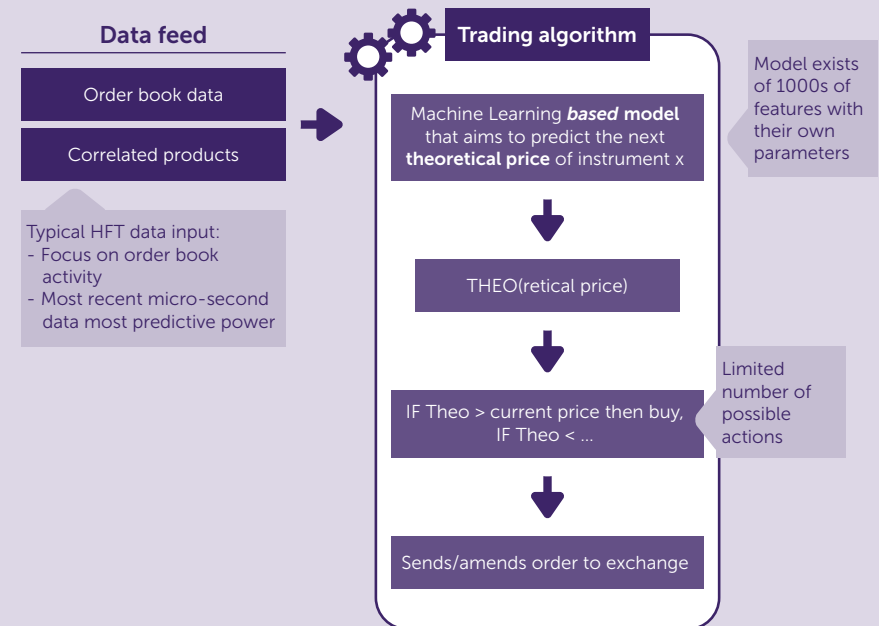 Data feed
Order book data
Correlated products
Typical HFT data input:
- Focus on order book
activity
- Most recent micro-second
data most predictive power
Trading algorithm
Machine Learning based model
that aims to predict the next
theoretical price of instrument x
Model exists
of 1000s of
features with
their own
parameters
THEO(retical price)
IF Theo > current price then buy,
IF Theo < ...
Limited
number of
possible
actions
Sends/amends order to exchange